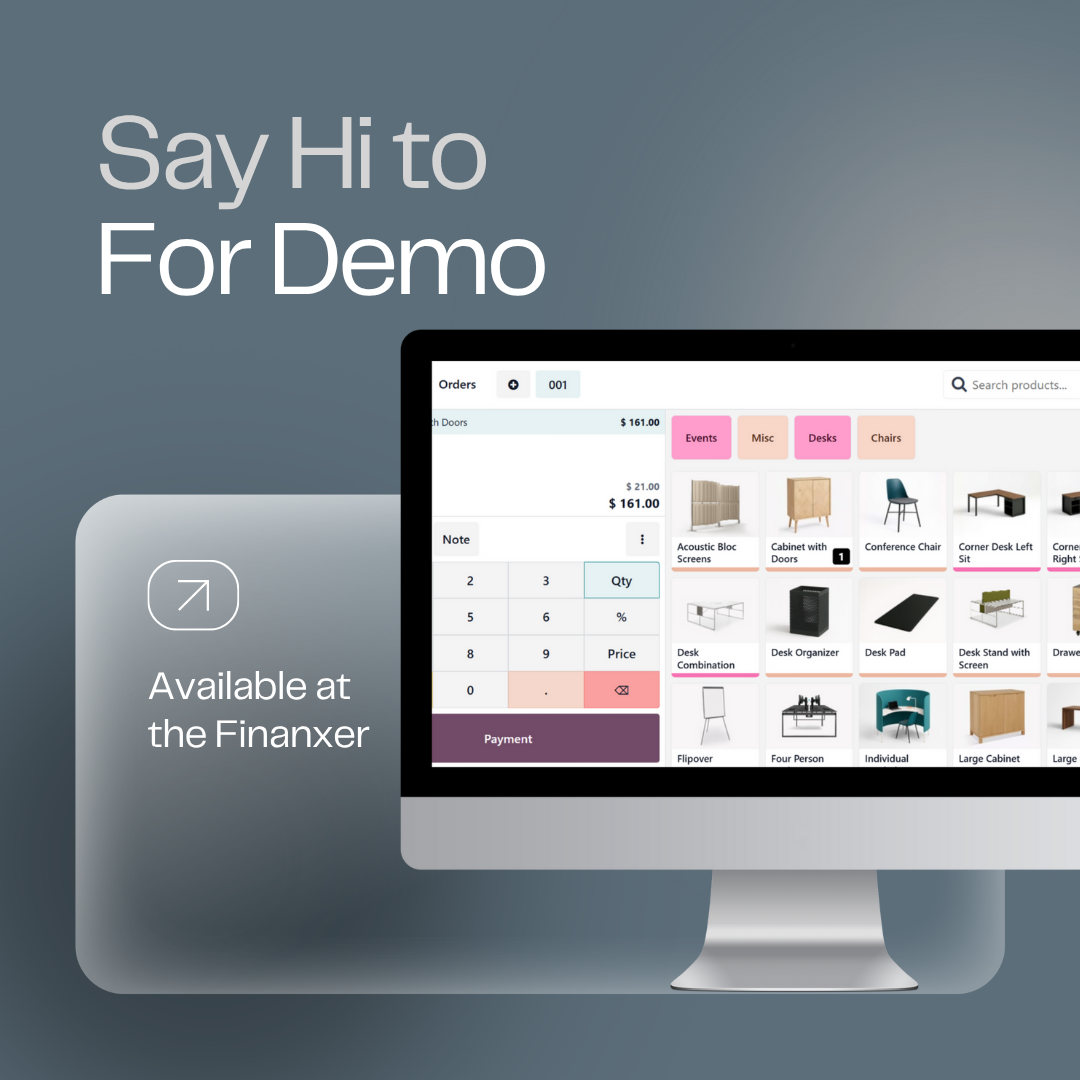 Say Hi to
For Demo
Orders
001
Search products...
h Doors
$ 161.00
$ 21.00
$ 161.00
Note
2
3
Qty
5
6
%
8
9
Price
0
.
Payment
Events
Misc
Desks
Chairs
Acoustic Bloc
Screens
Cabinet with
Doors
1
Conference Chair
Corner Desk Left
Sit
Corne
Right
Desk
Combination
Desk Organizer
Desk Pad
Desk Stand with
Screen
Drawe
Flipover
Four Person
Individual
Large Cabinet
Large
Available at
the Finanxer